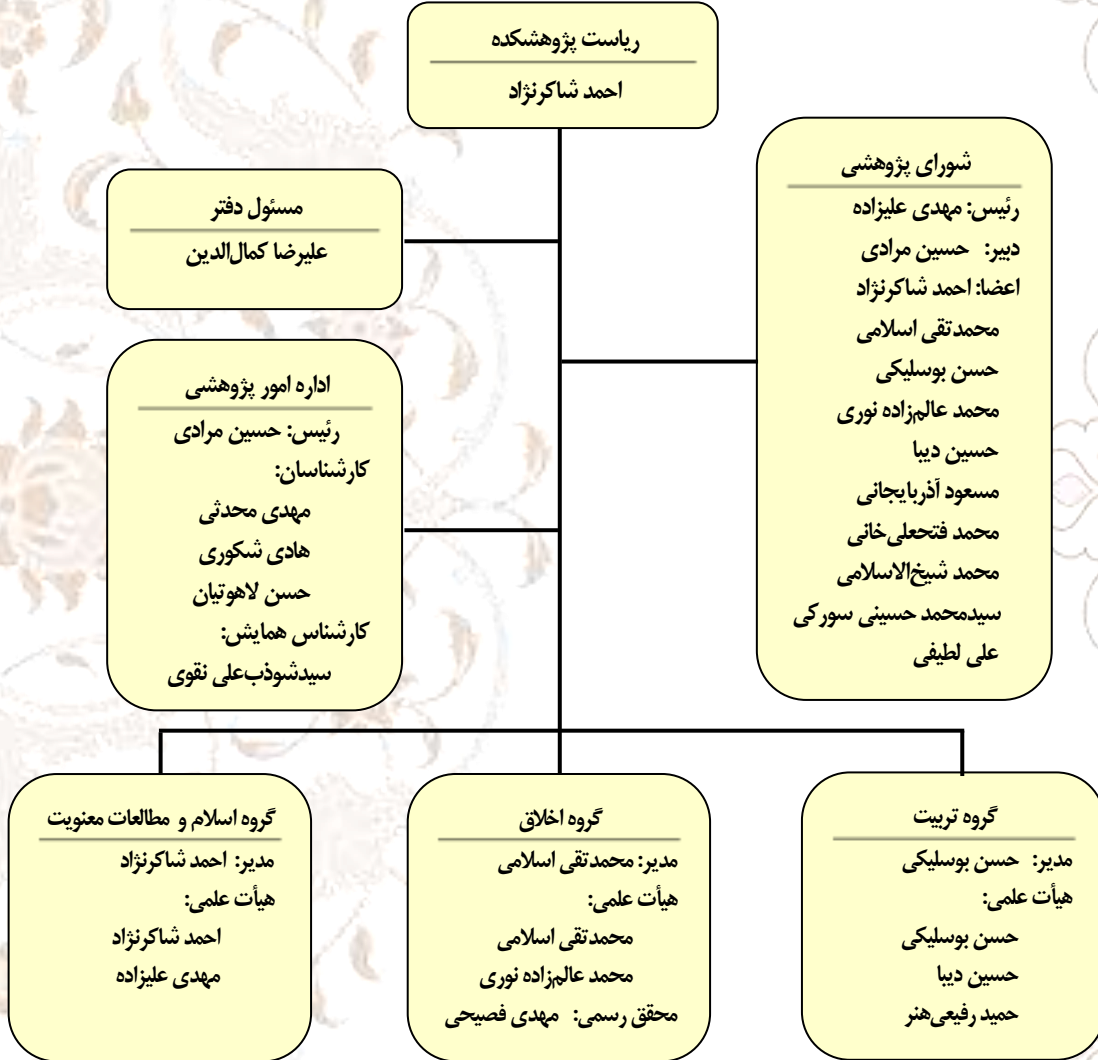 ریاست پژوهشکده
احمد شاکرنژاد
شورای پژوهشی
رئیس: مهدی علیزاده
دبیر: حسین مرادی
اعضا: احمد شاکرنژاد
محمدتقی اسلامی
حسن بوسلیکی
محمد عالم‌زاده نوری
حسین دیبا
مسعود آذربایجانی
محمد فتحعلی‌خانی
محمد شیخ‌الاسلامی
سیدمحمد حسینی سورکی
علی لطیفی
مسئول دفتر
علیرضا کمال‌الدین
اداره امور پژوهشی
رئیس: حسین مرادی
کارشناسان:
مهدی محدثی
هادی شکوری
حسن لاهوتیان
کارشناس همایش:
سیدشوذب‌علی نقوی
گروه تربیت
مدیر: حسن بوسلیکی
هیأت علمی:
حسن بوسلیکی
حسین دیبا
حمید رفیعی‌هنر
گروه اخلاق
مدیر: محمدتقی اسلامی
هیأت علمی:
محمدتقی اسلامی
محمد عالم‌زاده نوری
محقق رسمی: مهدی فصیحی
گروه اسلام و مطالعات معنویت
مدیر: احمد شاکرنژاد
هیأت علمی:
احمد شاکرنژاد
مهدی علیزاده